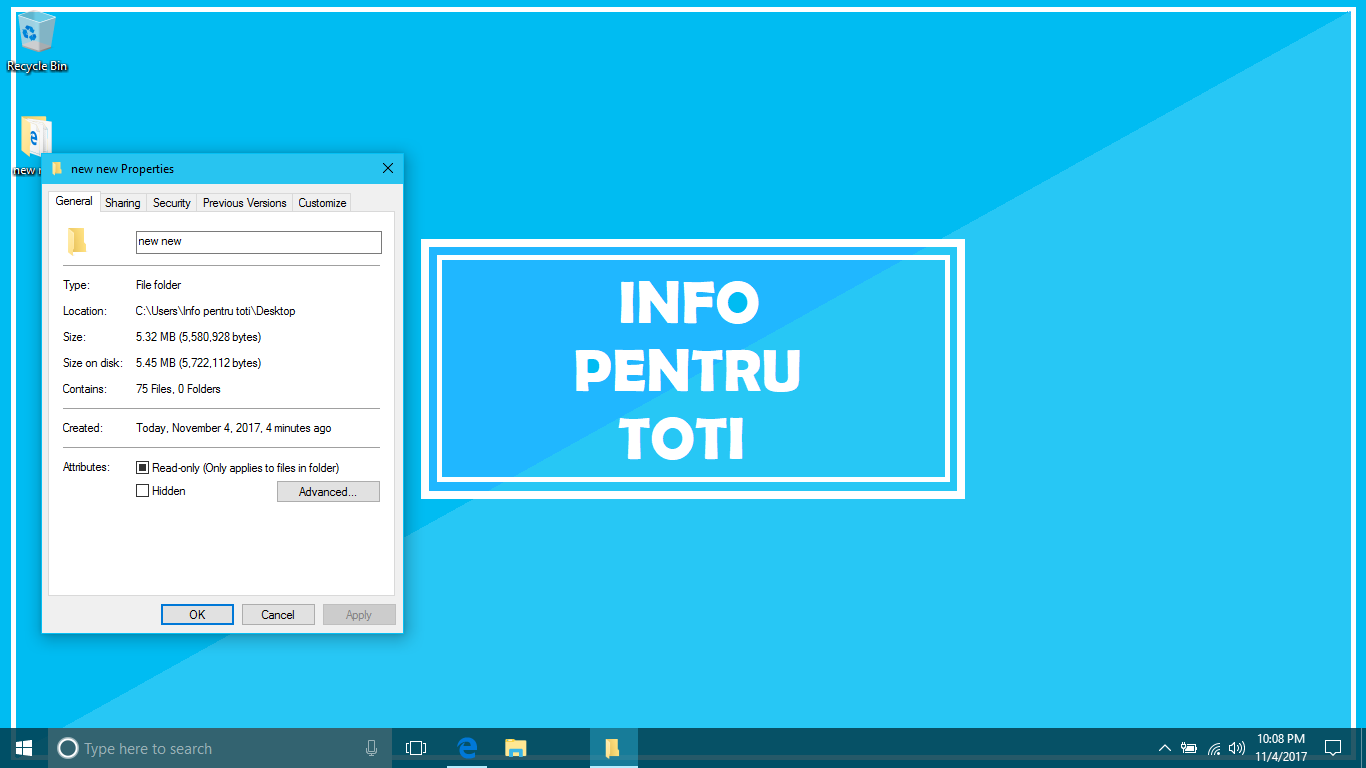 Recycle Bin
new
new new Properties
General Sharing Security Previous Versions Customize
new new
Type: File folder
Location: C:\Users\Info pentru toti\Desktop
Size: 5.32 MB (5,580,928 bytes)
Size on disk: 5.45 MB (5,722,112 bytes)
Contains: 75 Files, 0 Folders
Created: Today, November 4, 2017, 4 minutes ago
Attributes: Read-only (Only applies to files in folder)
Hidden Advanced...
OK Cancel Apply
INFO
PENTRU
TOTI
Type here to search
10:08 PM
11/4/2017